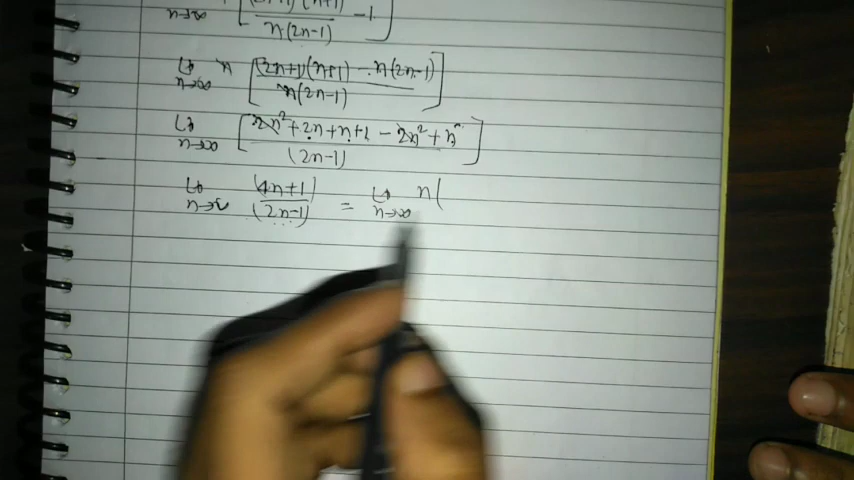 Lt n→∞ [ (2n+1)(n+1) / n(2n-1) - 1 ]
Lt n→∞ n [ (2n+1)(n+1) - n(2n-1) / n(2n-1) ]
Lt n→∞ [ 2n²+2n+n+1 - 2n²+n / (2n-1) ]
Lt n→∞ (4n+1) / (2n-1) = Lt n→∞ n(